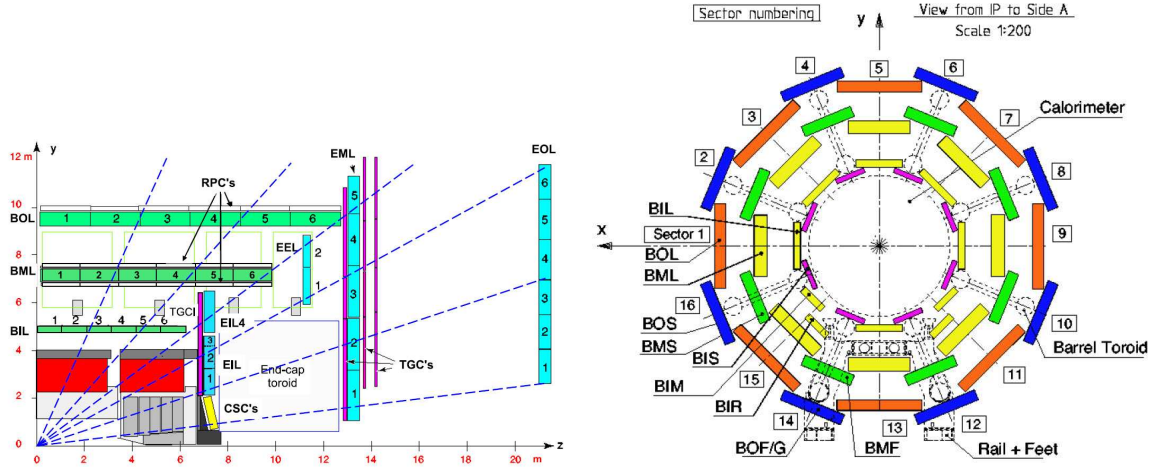 y
12 m
10
8
6
4
2
0
0
2
4
6
8
10
12
14
16
18
20
m
z
BOL
1
2
3
4
5
6
RPC's
BML
1
2
3
4
5
6
BIL
1
2
3
4
5
6
TGCI
EIL4
EIL
3
2
1
CSC's
EEL
2
1
End-cap
toroid
EML
5
4
3
2
1
TGC's
EOL
6
5
4
3
2
1
Sector numbering
y
View from IP to Side A
Scale 1:200
4
5
6
3
7
Calorimeter
2
8
BIL
x
Sector 1
BOL
BML
9
16
BOS
BMS
BIS
BIM
BIR
10
Barrel Toroid
15
11
14
13
12
BOF/G
BMF
Rail + Feet